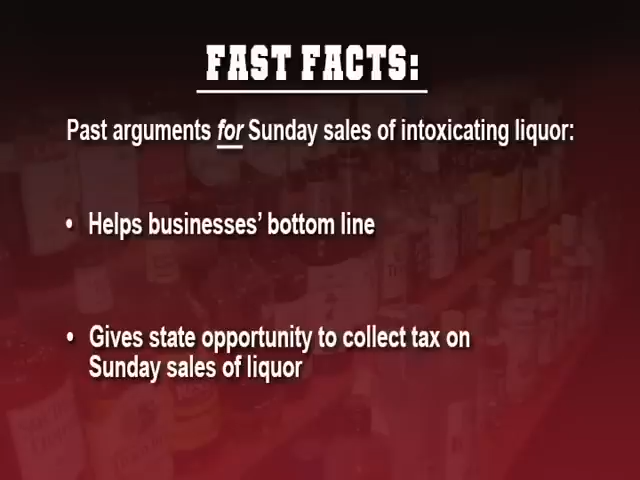 FAST FACTS:
Past arguments for Sunday sales of intoxicating liquor:
• Helps businesses’ bottom line
• Gives state opportunity to collect tax on
Sunday sales of liquor